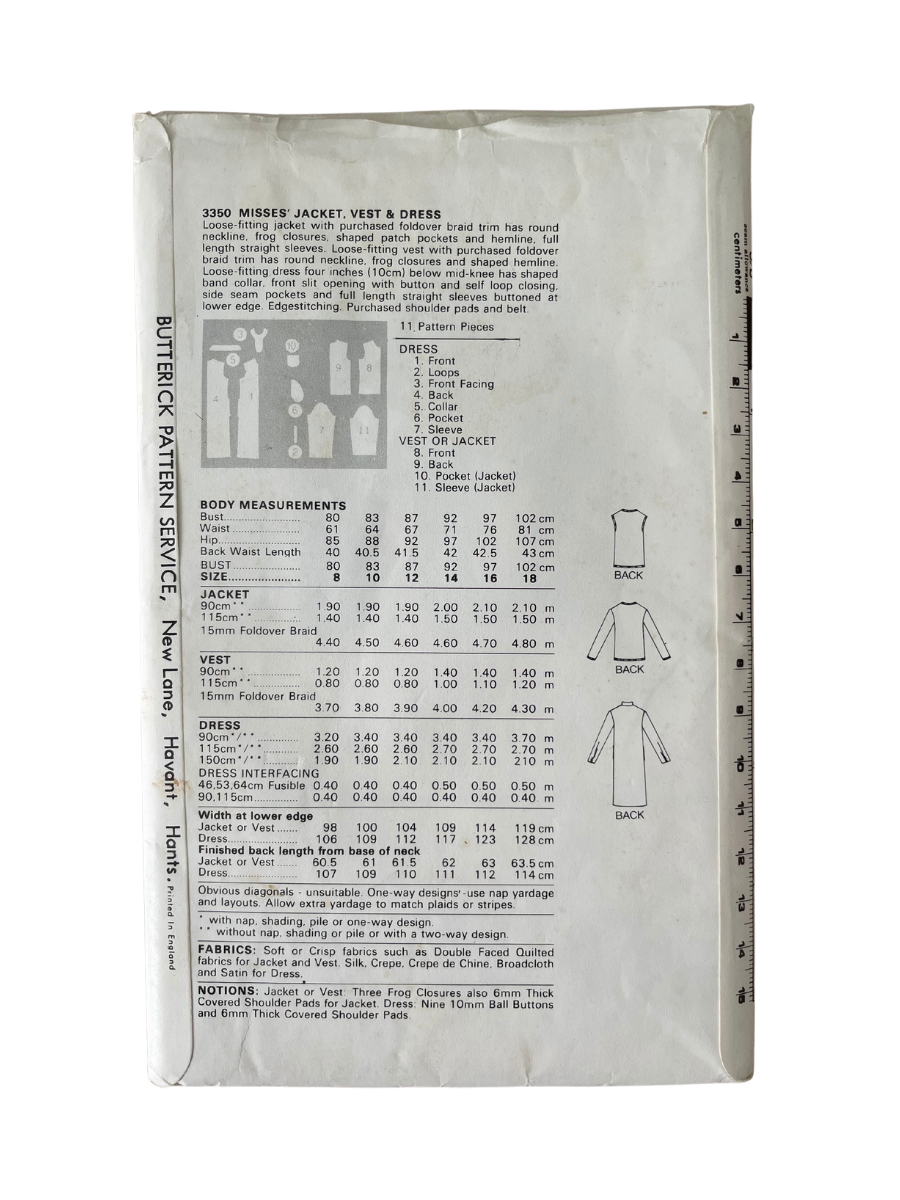 3350 MISSES' JACKET, VEST & DRESS
Loose-fitting jacket with purchased foldover braid trim has round
neckline, frog closures, shaped patch pockets and hemline, full
length straight sleeves. Loose-fitting vest with purchased foldover
braid trim has round neckline, frog closures and shaped hemline.
Loose-fitting dress four inches (10cm) below mid-knee has shaped
band collar, front slit opening with button and self loop closing,
side seam pockets and full length straight sleeves buttoned at
lower edge. Edgestitching. Purchased shoulder pads and belt.
3
5
10
9
8
4
1
6
7
11
2
11 Pattern Pieces
DRESS
1. Front
2. Loops
3. Front Facing
4. Back
5. Collar
6. Pocket
7. Sleeve
VEST OR JACKET
8. Front
9. Back
10. Pocket (Jacket)
11. Sleeve (Jacket)
BODY MEASUREMENTS
Bust........................ 80 83 87 92 97 102 cm
Waist..................... 61 64 67 71 76 81 cm
Hip......................... 85 88 92 97 102 107 cm
Back Waist Length 40 40.5 41.5 42 42.5 43 cm
BUST..................... 80 83 87 92 97 102 cm
SIZE...................... 8 10 12 14 16 18
JACKET
90cm** ................ 1.90 1.90 1.90 2.00 2.10 2.10 m
115cm** .............. 1.40 1.40 1.40 1.50 1.50 1.50 m
15mm Foldover Braid
4.40 4.50 4.60 4.60 4.70 4.80 m
VEST
90cm** ................ 1.20 1.20 1.20 1.40 1.40 1.40 m
115cm** .............. 0.80 0.80 0.80 1.00 1.10 1.20 m
15mm Foldover Braid
3.70 3.80 3.90 4.00 4.20 4.30 m
DRESS
90cm*/** ............. 3.20 3.40 3.40 3.40 3.40 3.70 m
115cm*/**........... 2.60 2.60 2.60 2.70 2.70 2.70 m
150cm*/**........... 1.90 1.90 2.10 2.10 2.10 210 m
DRESS INTERFACING
46,53,64cm Fusible 0.40 0.40 0.40 0.50 0.50 0.50 m
90,115cm.............. 0.40 0.40 0.40 0.40 0.40 0.40 m
Width at lower edge
Jacket or Vest....... 98 100 104 109 114 119 cm
Dress..................... 106 109 112 117 123 128 cm
Finished back length from base of neck
Jacket or Vest....... 60.5 61 61.5 62 63 63.5 cm
Dress...................... 107 109 110 111 112 114 cm
Obvious diagonals - unsuitable. One-way designs'-use nap yardage
and layouts. Allow extra yardage to match plaids or stripes.
* with nap, shading, pile or one-way design.
** without nap, shading or pile or with a two-way design.
FABRICS: Soft or Crisp fabrics such as Double Faced Quilted
fabrics for Jacket and Vest. Silk, Crepe, Crepe de Chine, Broadcloth
and Satin for Dress.
NOTIONS: Jacket or Vest: Three Frog Closures also 6mm Thick
Covered Shoulder Pads for Jacket. Dress: Nine 10mm Ball Buttons
and 6mm Thick Covered Shoulder Pads.
BACK
BACK
BACK
BUTTERICK PATTERN SERVICE, New Lane, Havant, Hants. Printed in England
seam allowance
centimeters
1
2
3
4
5
6
7
8
9
10
11
12
13
14
15